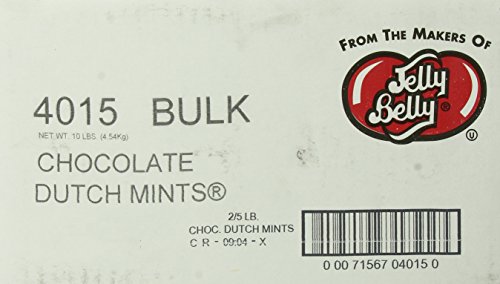 FROM THE MAKERS OF
Jelly
Belly®
U
4015 BULK
NET WT. 10 LBS. (4.54Kg)
CHOCOLATE
DUTCH MINTS®
2/5 LB.
CHOC. DUTCH MINTS
C R - 09:04 - X
0 00 71567 04015 0